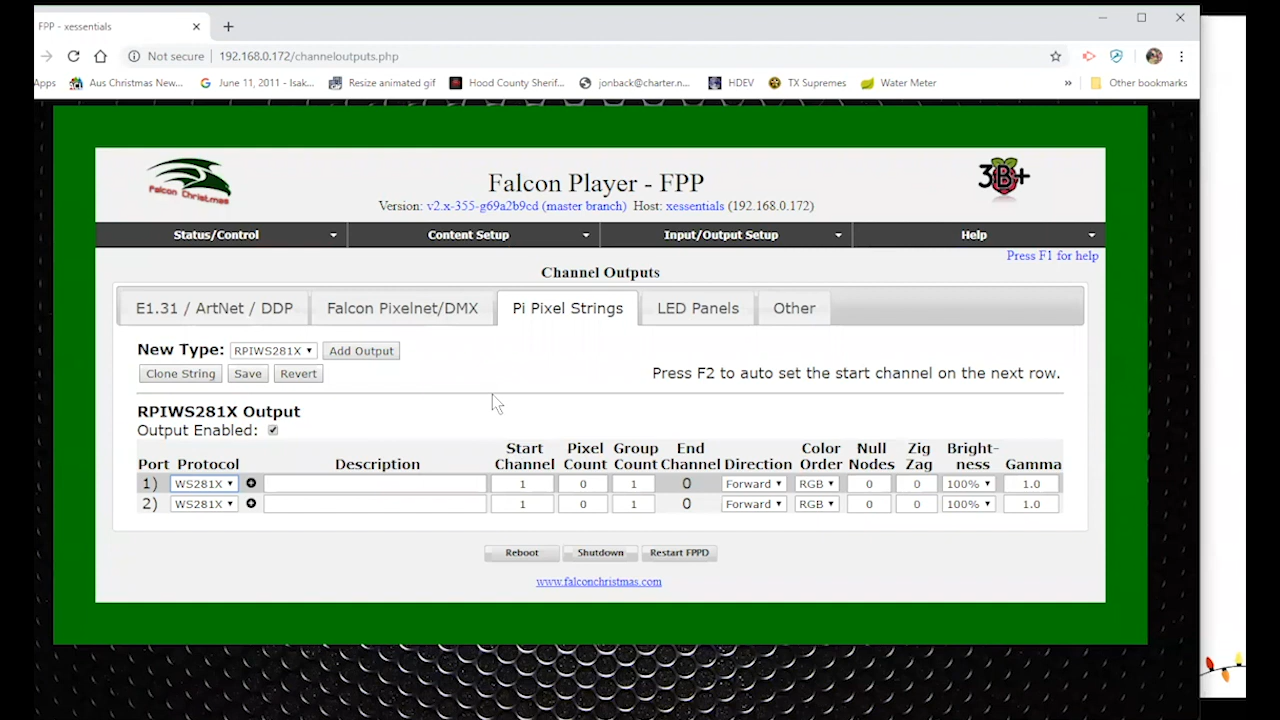 FPP - xessentials
Not secure 192.168.0.172/channeloutputs.php
Apps Aus Christmas New... June 11, 2011 - Isak... Resize animated gif Hood County Sherif... jonback@charter.n... HDEV TX Supremes Water Meter » Other bookmarks
Falcon Christmas
Falcon Player - FPP
3B+
Version: v2.x-355-g69a2b9cd (master branch) Host: xessentials (192.168.0.172)
Status/Control Content Setup Input/Output Setup Help
Press F1 for help
Channel Outputs
E1.31 / ArtNet / DDP Falcon Pixelnet/DMX Pi Pixel Strings LED Panels Other
New Type: RPIWS281X Add Output
Clone String Save Revert Press F2 to auto set the start channel on the next row.
RPIWS281X Output
Output Enabled:
Port Protocol Description Start Channel Pixel Count Group Count End Channel Direction Color Order Null Nodes Zig Zag Bright-ness Gamma
1) WS281X 1 0 1 0 Forward RGB 0 0 100% 1.0
2) WS281X 1 0 1 0 Forward RGB 0 0 100% 1.0
Reboot Shutdown Restart FPPD
www.falconchristmas.com